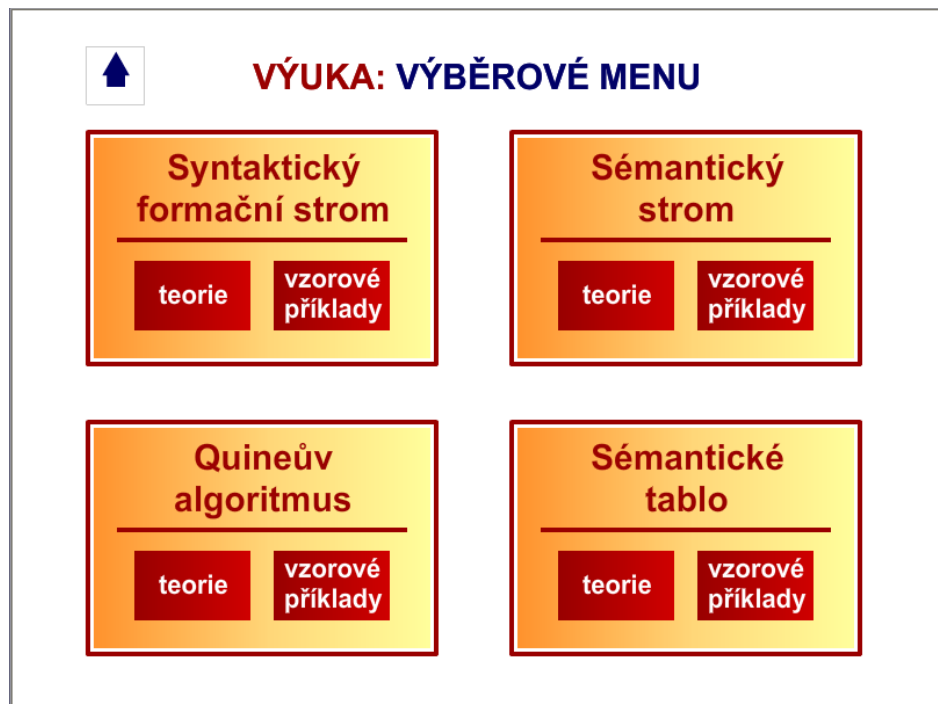 VÝUKA: VÝBĚROVÉ MENU
Syntaktický
formační strom
teorie
vzorové
příklady
Sémantický
strom
teorie
vzorové
příklady
Quineův
algoritmus
teorie
vzorové
příklady
Sémantické
tablo
teorie
vzorové
příklady